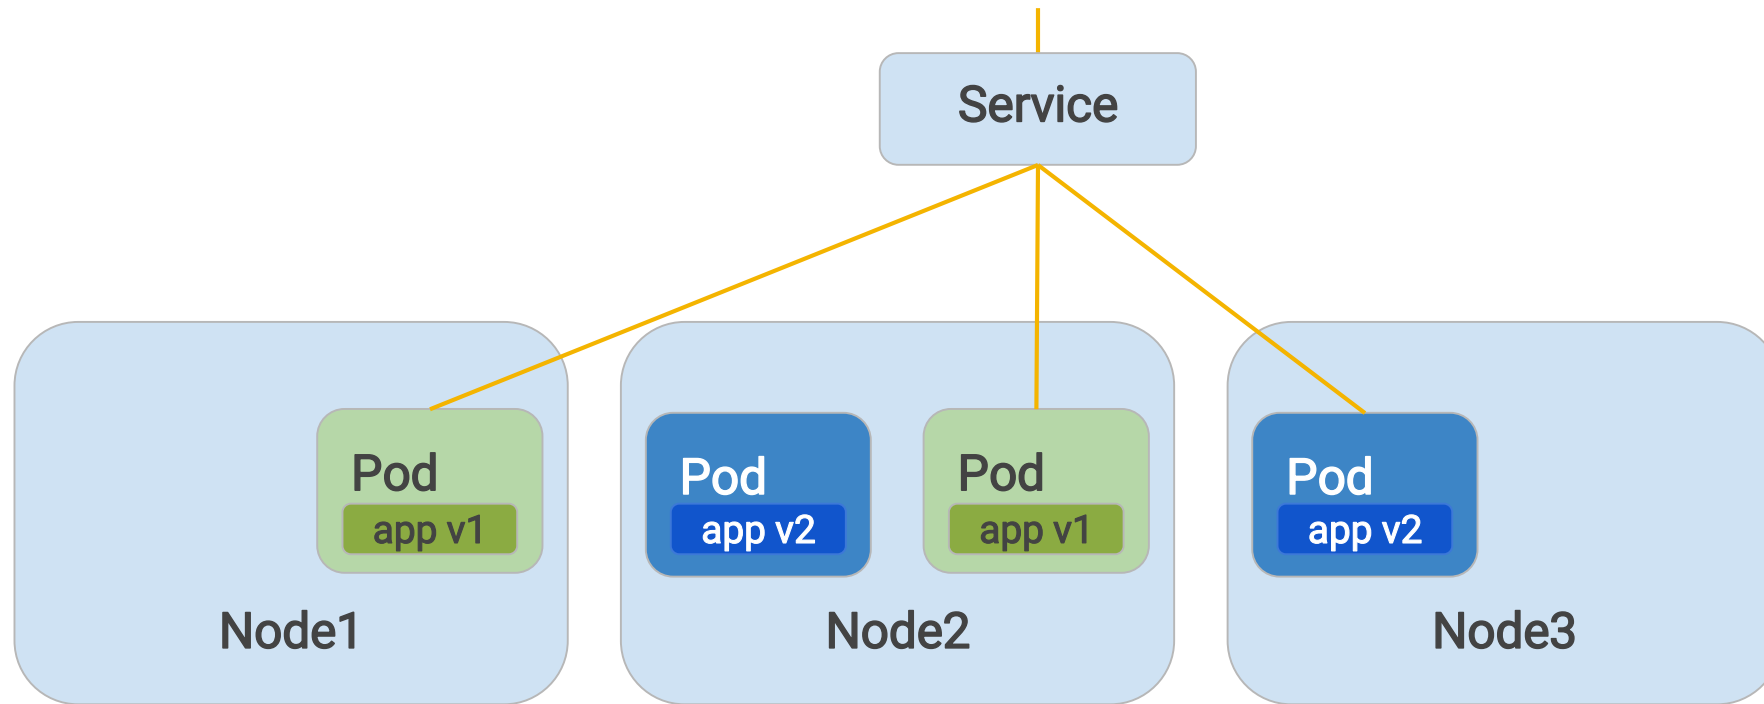 Service
Pod
app v1
Node1
Pod
app v2
Pod
app v1
Node2
Pod
app v2
Node3